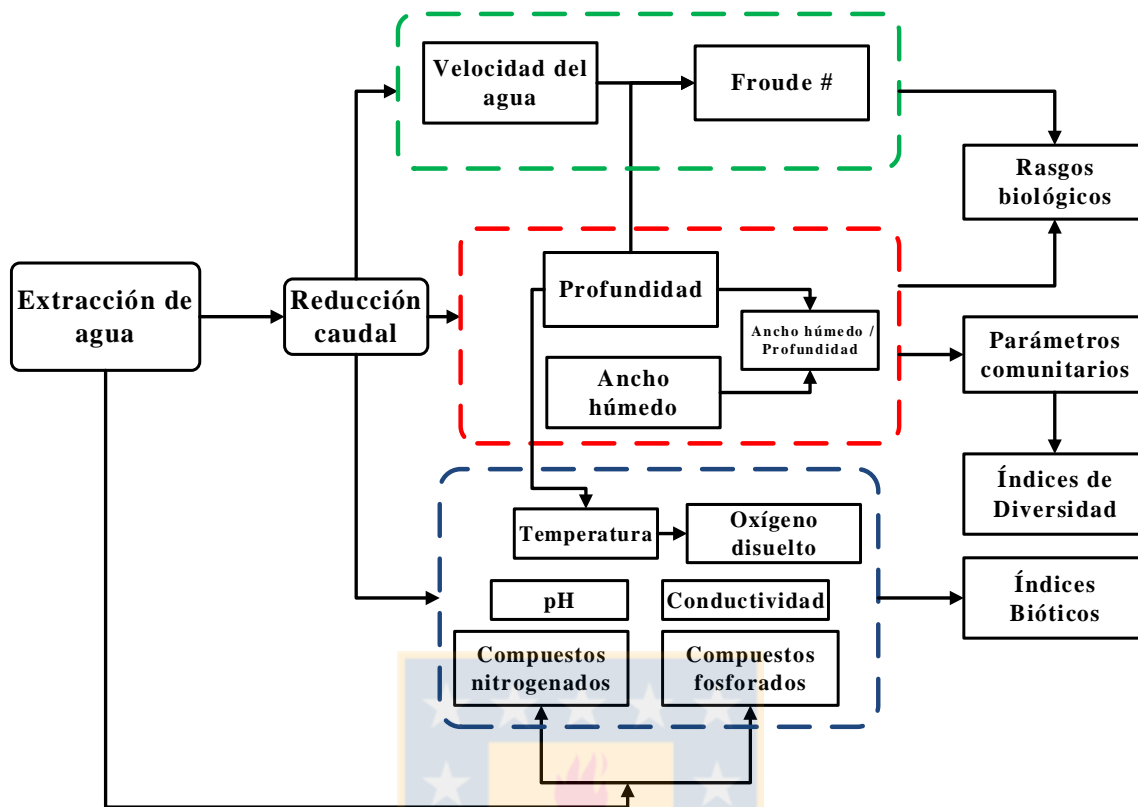 Velocidad del
agua
Froude #
Rasgos
biológicos
Extracción de
agua
Reducción
caudal
Profundidad
Ancho húmedo /
Profundidad
Ancho
húmedo
Parámetros
comunitarios
Índices de
Diversidad
Temperatura
Oxígeno
disuelto
pH
Conductividad
Índices
Bióticos
Compuestos
nitrogenados
Compuestos
fosforados